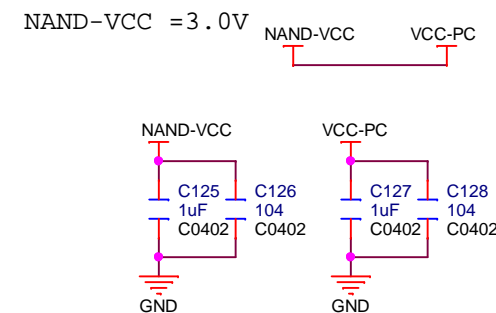 NAND-VCC =3.0V
NAND-VCC VCC-PC
NAND-VCC VCC-PC
C125 C126 C127 C128
1uF 104 1uF 104
C0402 C0402 C0402 C0402
GND GND